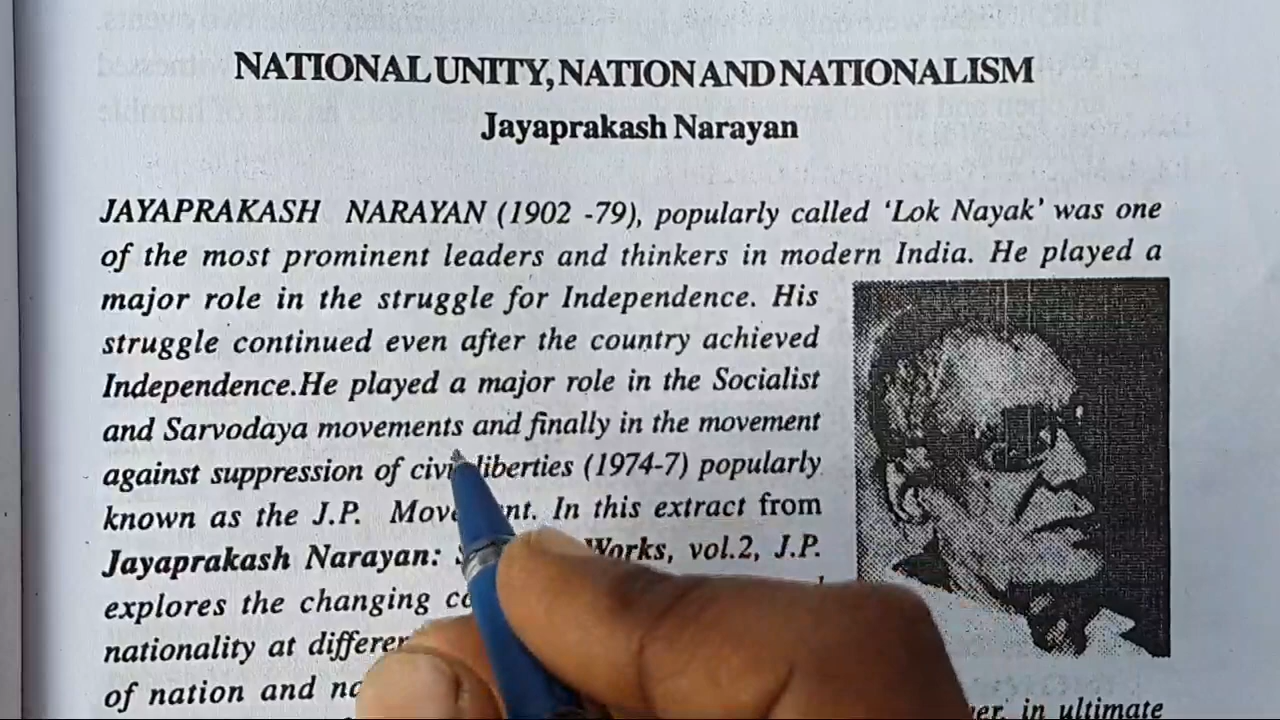 NATIONAL UNITY, NATION AND NATIONALISM
Jayaprakash Narayan
JAYAPRAKASH NARAYAN (1902 -79), popularly called ‘Lok Nayak’ was one
of the most prominent leaders and thinkers in modern India. He played a
major role in the struggle for Independence. His
struggle continued even after the country achieved
Independence.He played a major role in the Socialist
and Sarvodaya movements and finally in the movement
against suppression of civil liberties (1974-7) popularly
known as the J.P. Movement. In this extract from
Jayaprakash Narayan: Works, vol.2, J.P.
explores the changing
nationality at
of nation and
in ultimate